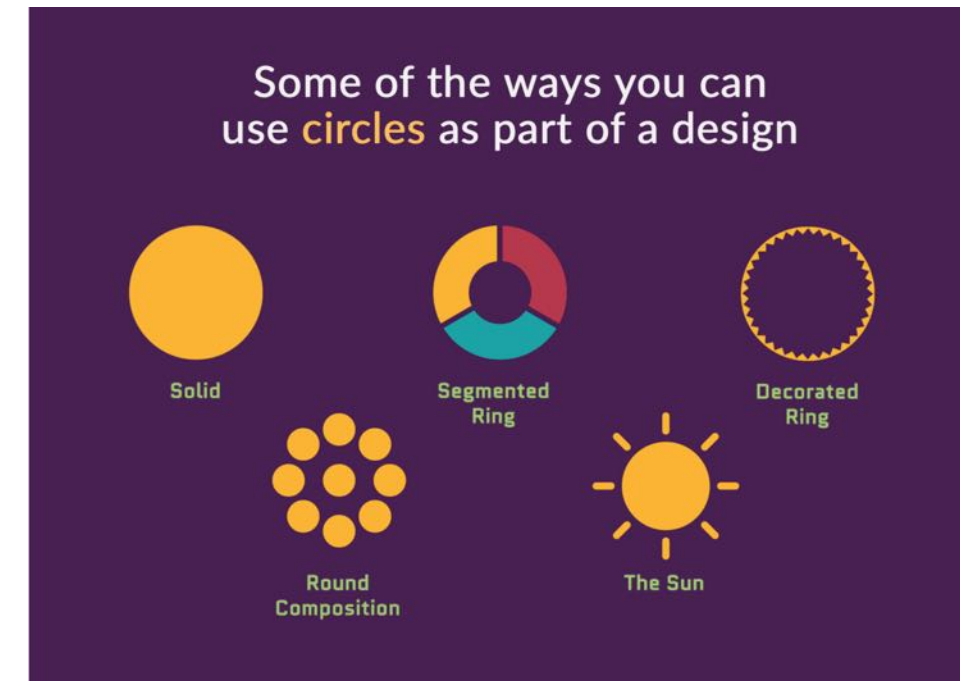 Some of the ways you can
use circles as part of a design
Solid
Segmented
Ring
Decorated
Ring
Round
Composition
The Sun